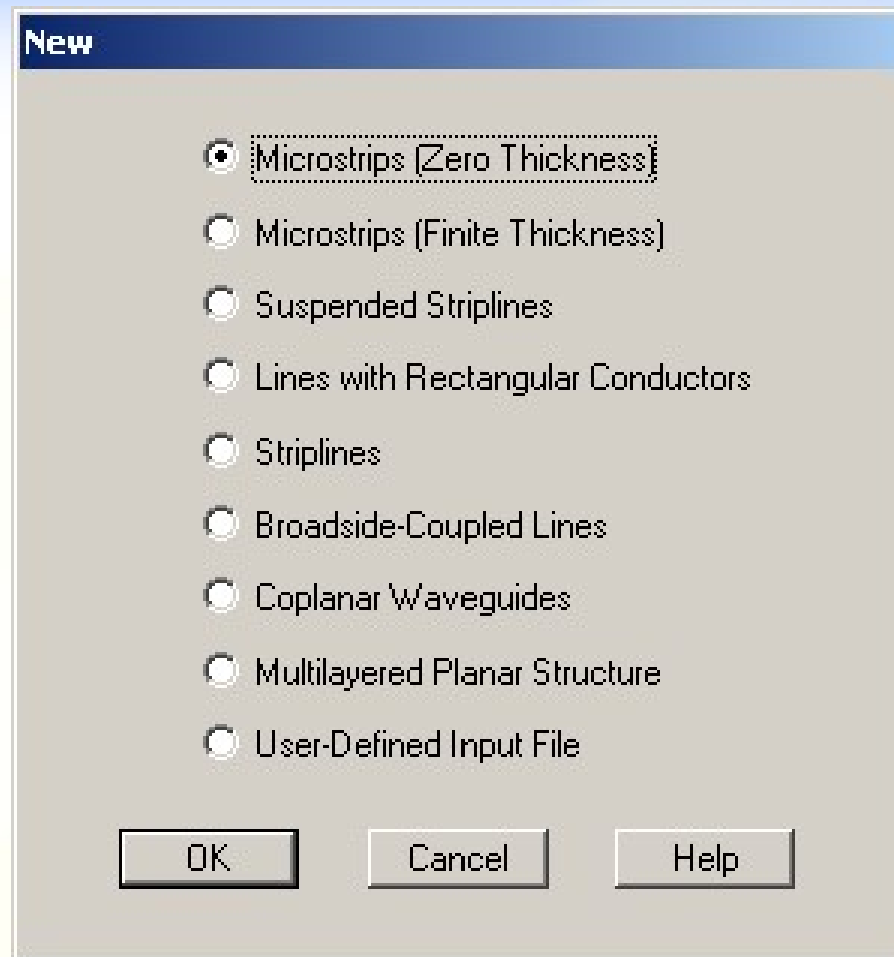 New
Microstrips (Zero Thickness)
Microstrips (Finite Thickness)
Suspended Striplines
Lines with Rectangular Conductors
Striplines
Broadside-Coupled Lines
Coplanar Waveguides
Multilayered Planar Structure
User-Defined Input File
OK Cancel Help